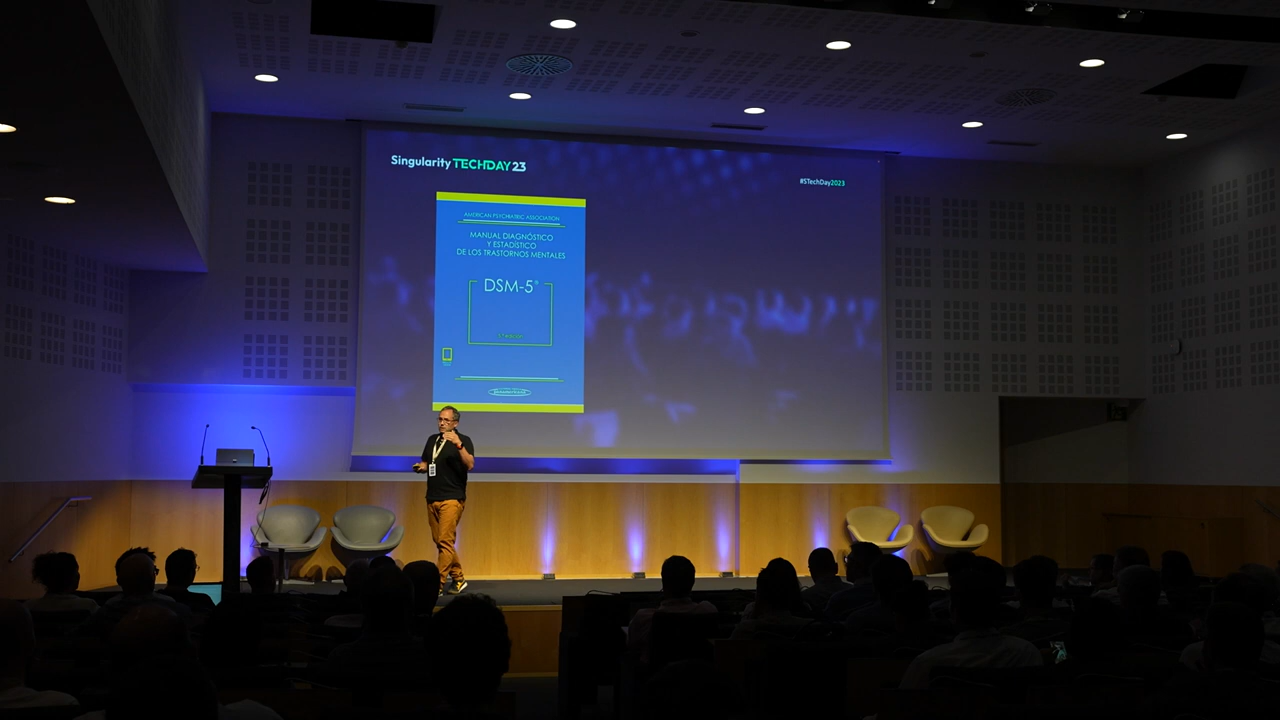 Singularity TECHDAY23
#STechDay2023
AMERICAN PSYCHIATRIC ASSOCIATION
MANUAL DIAGNÓSTICO
Y ESTADÍSTICO
DE LOS TRASTORNOS MENTALES
DSM-5®